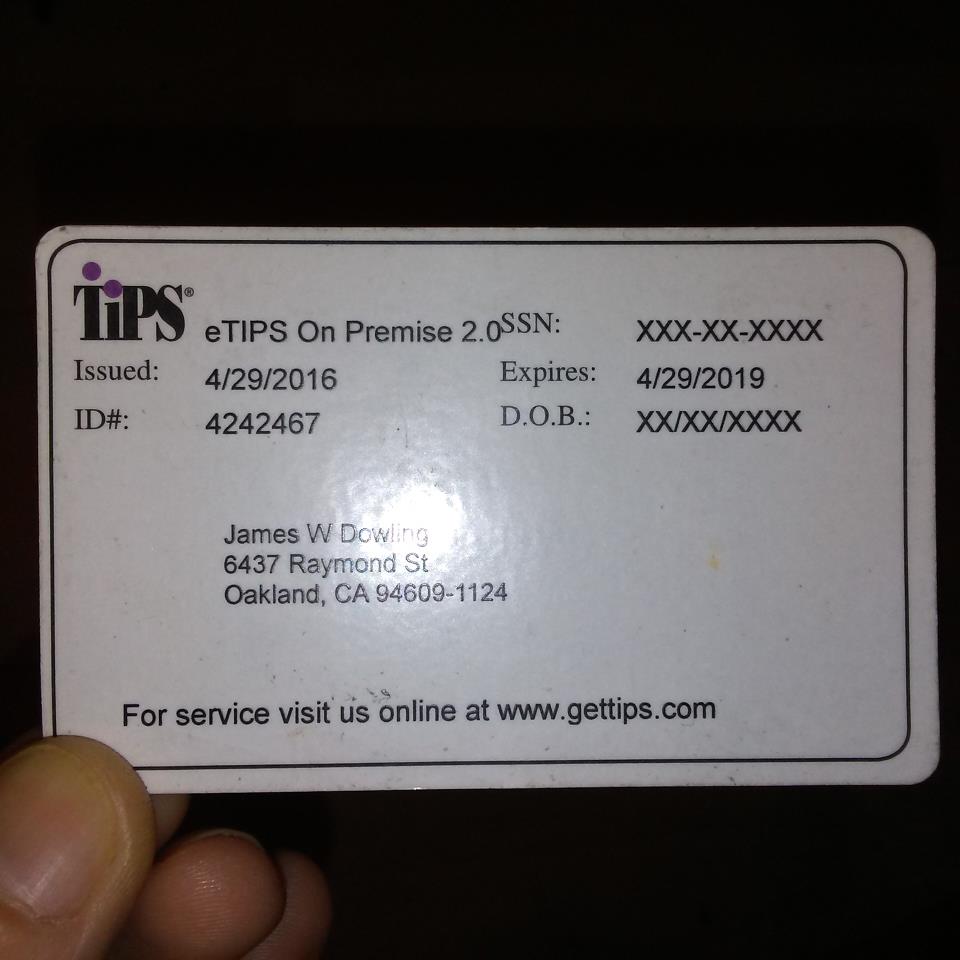 TiPS® eTIPS On Premise 2.0 SSN: XXX-XX-XXXX
Issued: 4/29/2016 Expires: 4/29/2019
ID#: 4242467 D.O.B.: XX/XX/XXXX
James W Dowling
6437 Raymond St
Oakland, CA 94609-1124
For service visit us online at www.gettips.com